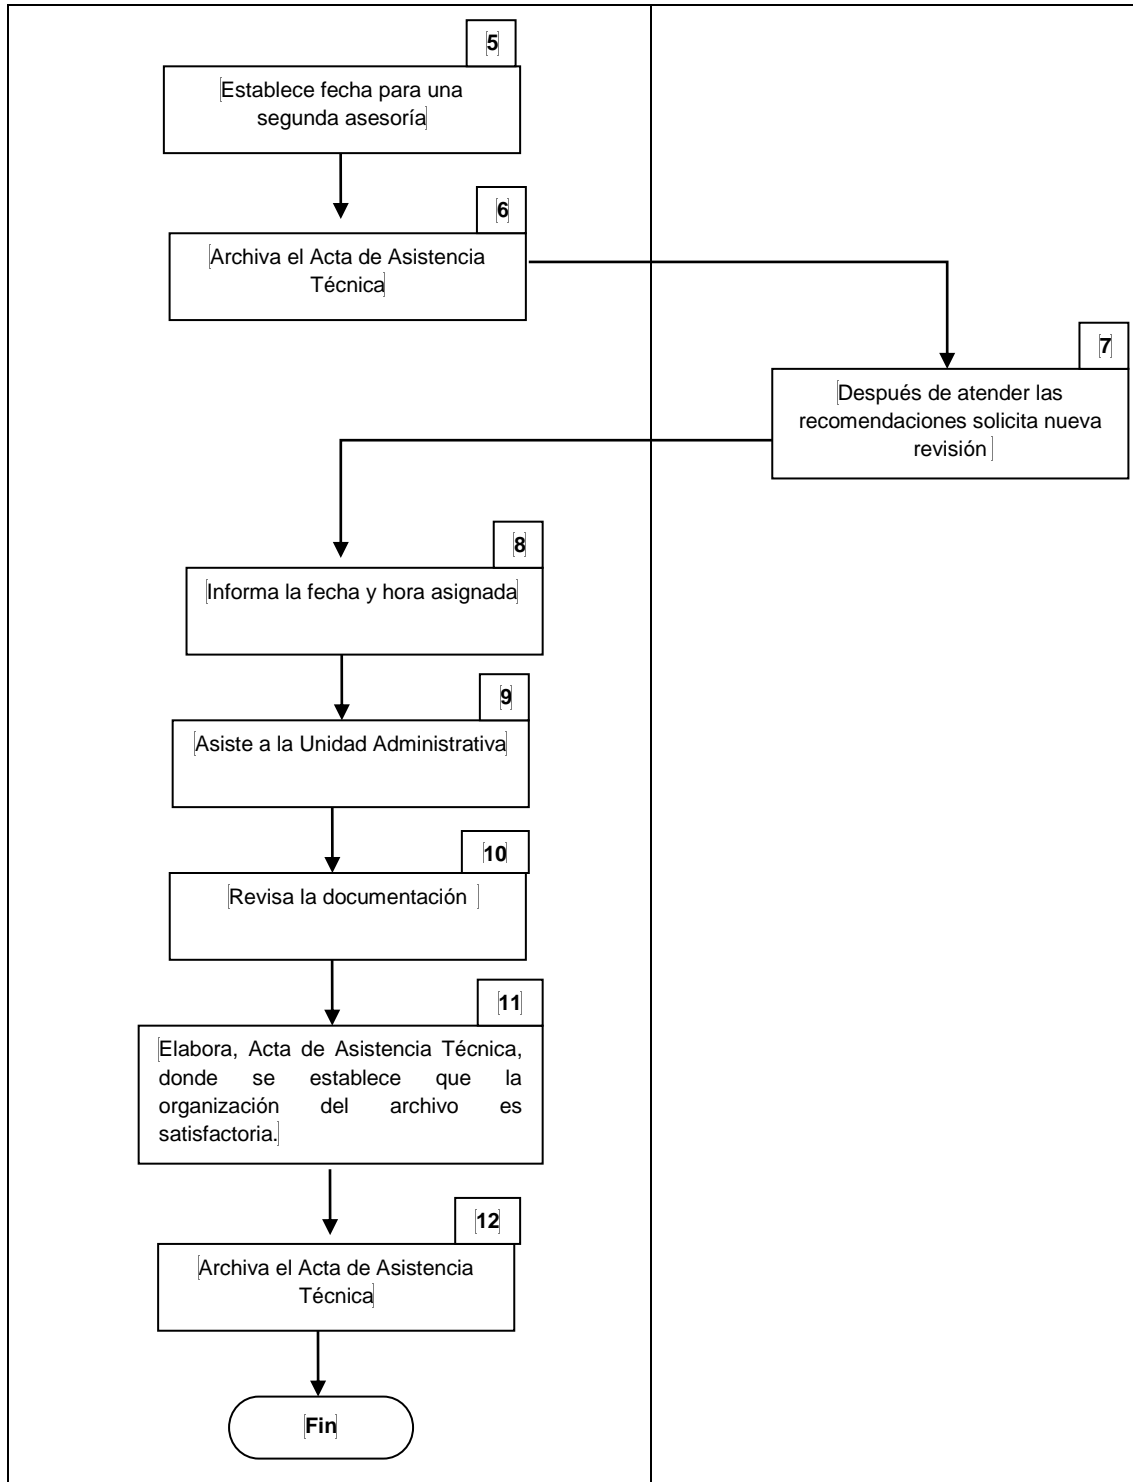 5
Establece fecha para una
segunda asesoría
6
Archiva el Acta de Asistencia
Técnica
7
Después de atender las
recomendaciones solicita nueva
revisión
8
Informa la fecha y hora asignada
9
Asiste a la Unidad Administrativa
10
Revisa la documentación
11
Elabora, Acta de Asistencia Técnica,
donde se establece que la
organización del archivo es
satisfactoria.
12
Archiva el Acta de Asistencia
Técnica
Fin